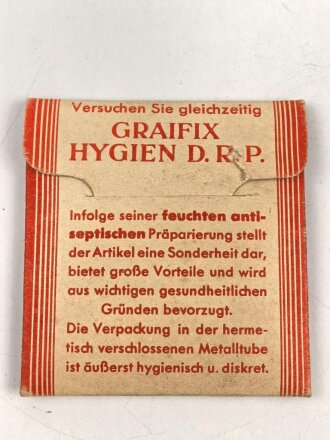 Versuchen Sie gleichzeitig
GRAIFIX
HYGIEN D. R. P.
Infolge seiner feuchten anti-
septischen Präparierung stellt
der Artikel eine Sonderheit dar,
bietet große Vorteile und wird
aus wichtigen gesundheitlichen
Gründen bevorzugt.
Die Verpackung in der herme-
tisch verschlossenen Metalltube
ist äußerst hygienisch u. diskret.